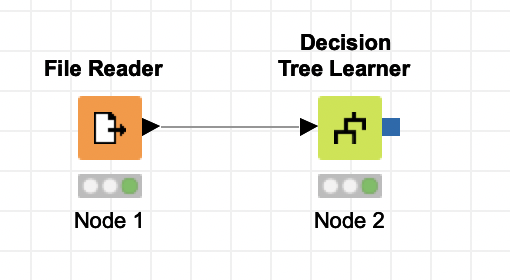 File Reader
Decision
Tree Learner
Node 1
Node 2